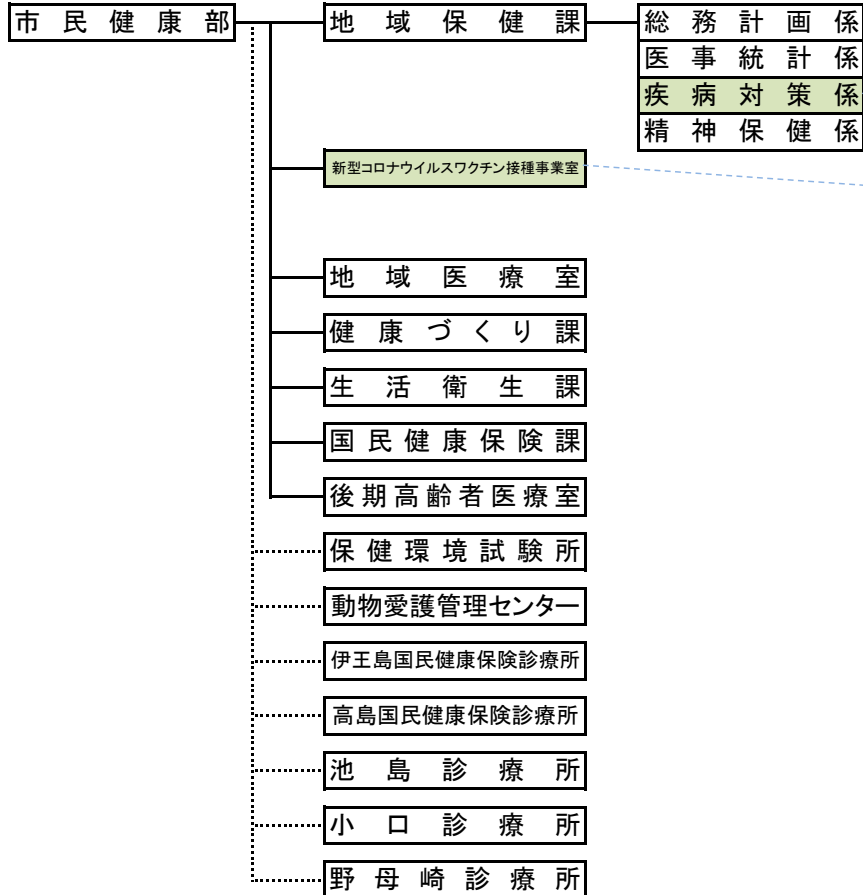 市民健康部
地域保健課
総務計画係
医事統計係
疾病対策係
精神保健係
新型コロナウイルスワクチン接種事業室
地域医療室
健康づくり課
生活衛生課
国民健康保険課
後期高齢者医療室
保健環境試験所
動物愛護管理センター
伊王島国民健康保険診療所
高島国民健康保険診療所
池島診療所
小口診療所
野母崎診療所